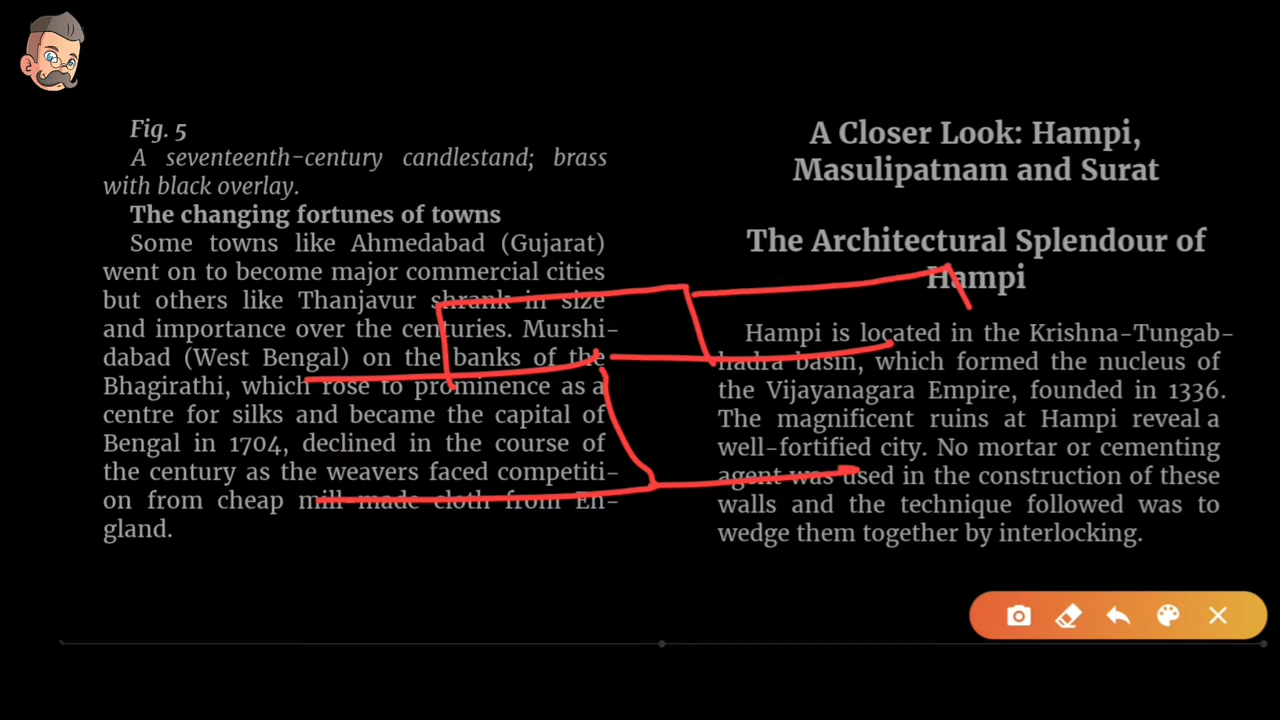 Fig. 5
A seventeenth-century candlestand; brass
with black overlay.
The changing fortunes of towns
Some towns like Ahmedabad (Gujarat)
went on to become major commercial cities
but others like Thanjavur shrank in size
and importance over the centuries. Murshi-
dabad (West Bengal) on the banks of the
Bhagirathi, which rose to prominence as a
centre for silks and became the capital of
Bengal in 1704, declined in the course of
the century as the weavers faced competiti-
on from cheap mill made cloth from En-
gland.
A Closer Look: Hampi,
Masulipatnam and Surat
The Architectural Splendour of
Hampi
Hampi is located in the Krishna-Tungab-
hadra basin, which formed the nucleus of
the Vijayanagara Empire, founded in 1336.
The magnificent ruins at Hampi reveal a
well-fortified city. No mortar or cementing
agent was used in the construction of these
walls and the technique followed was to
wedge them together by interlocking.